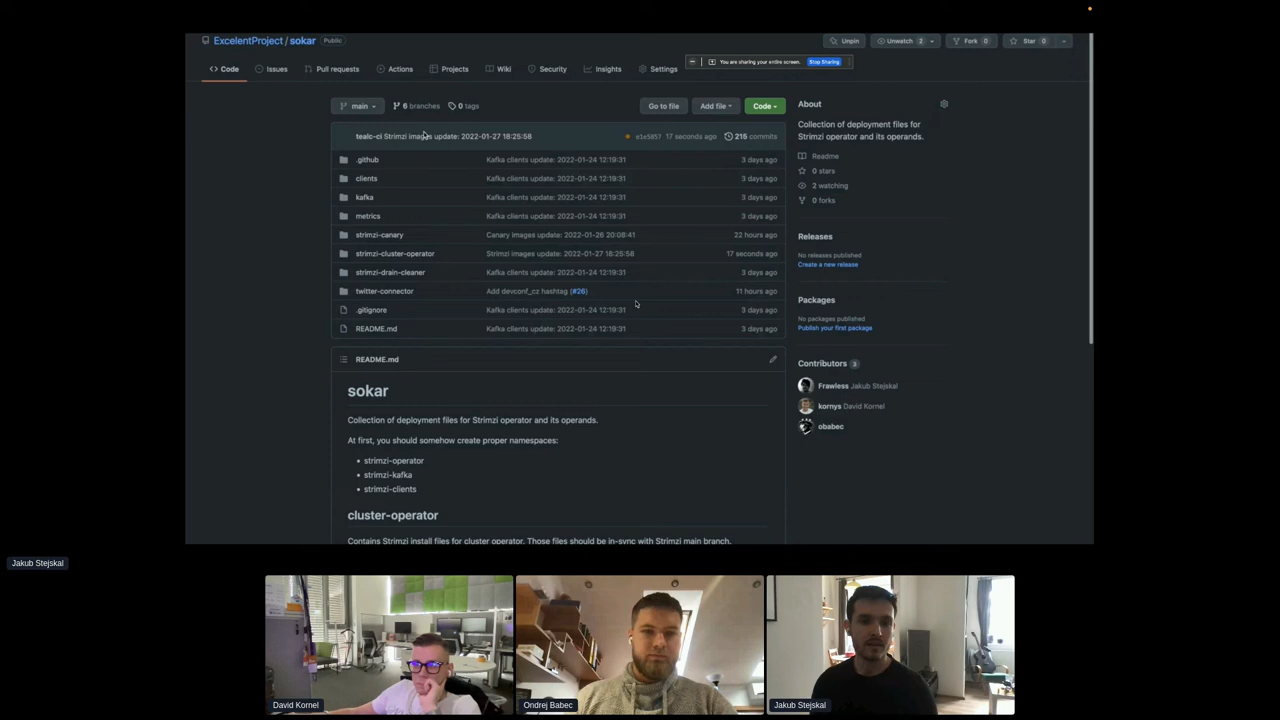 ExcelentProject / sokar Public
Unpin Unwatch 2 Fork 0 Star 0
Code Issues Pull requests Actions Projects Wiki Security Insights Settings
You are sharing your entire screen. Stop Sharing
main 6 branches 0 tags Go to file Add file Code
tealc-ci Strimzi images update: 2022-01-27 18:25:58 e1e5857 17 seconds ago 215 commits
.github Kafka clients update: 2022-01-24 12:19:31 3 days ago
clients Kafka clients update: 2022-01-24 12:19:31 3 days ago
kafka Kafka clients update: 2022-01-24 12:19:31 3 days ago
metrics Kafka clients update: 2022-01-24 12:19:31 3 days ago
strimzi-canary Canary images update: 2022-01-26 20:08:41 22 hours ago
strimzi-cluster-operator Strimzi images update: 2022-01-27 18:25:58 17 seconds ago
strimzi-drain-cleaner Kafka clients update: 2022-01-24 12:19:31 3 days ago
twitter-connector Add devconf_cz hashtag (#26) 11 hours ago
.gitignore Kafka clients update: 2022-01-24 12:19:31 3 days ago
README.md Kafka clients update: 2022-01-24 12:19:31 3 days ago
README.md
sokar
Collection of deployment files for Strimzi operator and its operands.
At first, you should somehow create proper namespaces:
strimzi-operator
strimzi-kafka
strimzi-clients
cluster-operator
Contains Strimzi install files for cluster operator. Those files should be in-sync with Strimzi main branch.
About
Collection of deployment files for
Strimzi operator and its operands.
Readme
0 stars
2 watching
0 forks
Releases
No releases published
Create a new release
Packages
No packages published
Publish your first package
Contributors 3
Frawless Jakub Stejskal
kornys David Kornel
obabec
Jakub Stejskal
David Kornel
Ondrej Babec
Jakub Stejskal